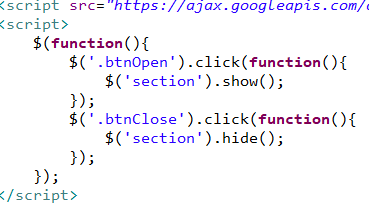 <script src="https://ajax.googleapis.com/
<script>
$(function(){
$('.btnOpen').click(function(){
$('section').show();
});
$('.btnClose').click(function(){
$('section').hide();
});
});
</script>